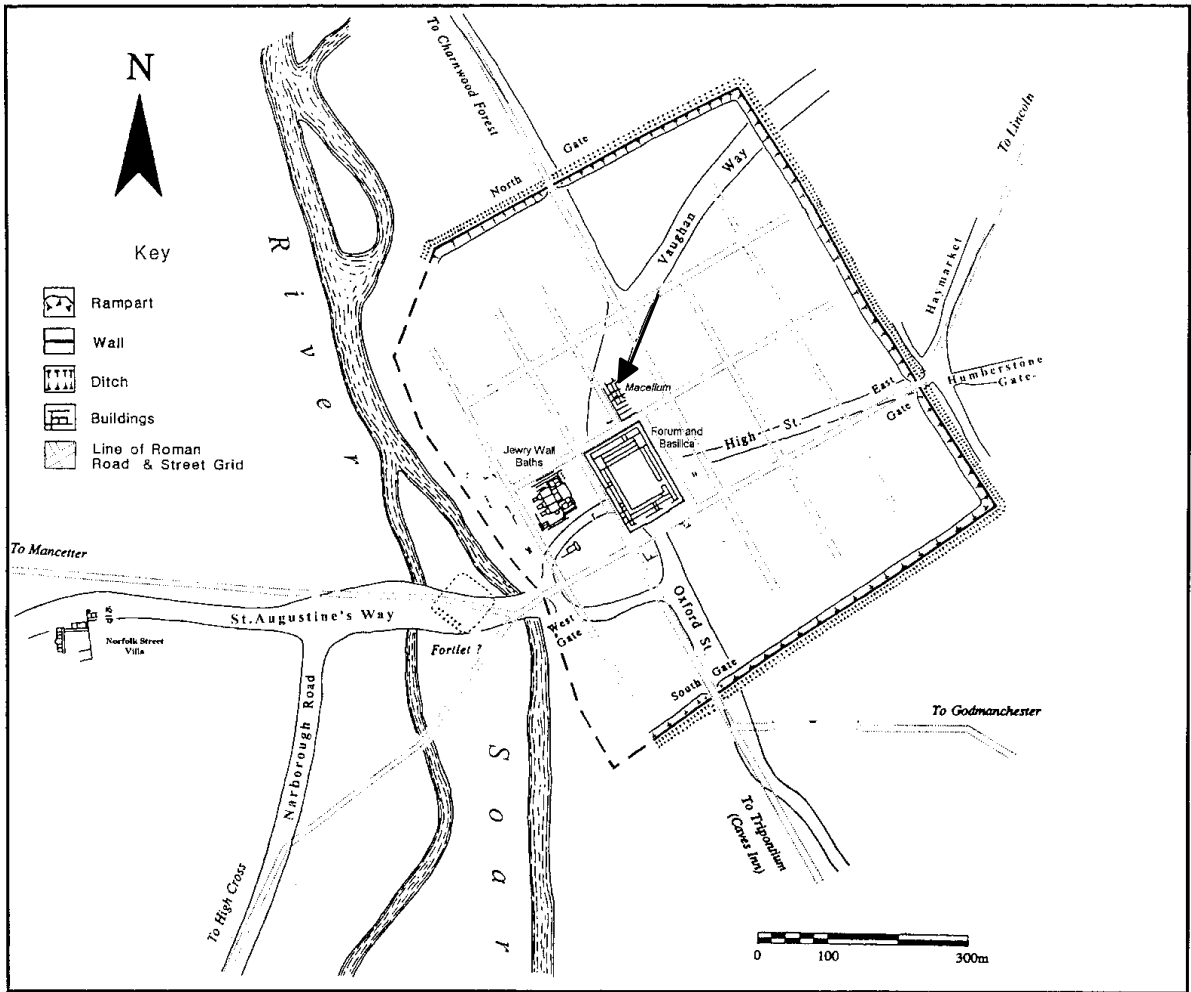 N
Key
Rampart
Wall
Ditch
Buildings
Line of Roman
Road & Street Grid
To Charnwood Forest
North Gate
Vaughan Way
To Lincoln
Haymarket
Humberstone
Gate
East
Gate
High St.
Macellum
Forum and
Basilica
Jewry Wall
Baths
River
Soar
To Mancetter
St. Augustine's Way
Norfolk Street
Villa
Fortlet ?
West
Gate
Oxford St
South Gate
Narborough Road
To High Cross
To Godmanchester
To Tripontium
(Caves Inn)
0 100 300m